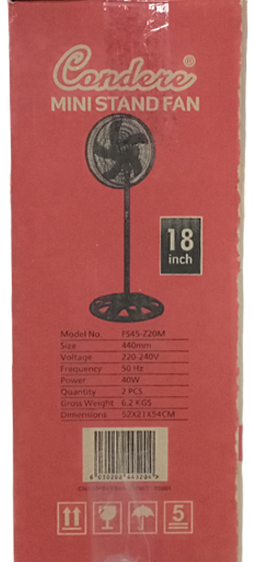 Condere®
MINI STAND FAN
18
inch
Model No. FS45-Z20M
Size 440mm
Voltage 220-240V
Frequency 50 Hz
Power 40W
Quantity 2 PCS
Gross Weight 6.2 KGS
Dimensions 52X21X54CM
5